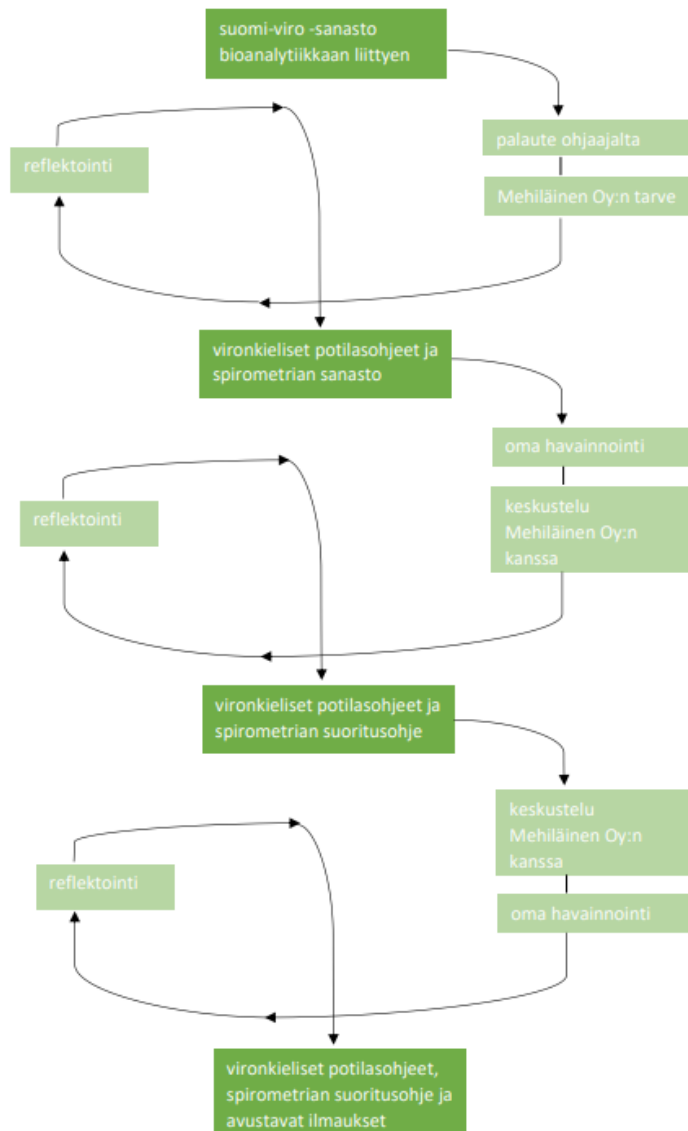 suomi-viro -sanasto
bioanalytiikkaan liittyen
palaute ohjaajalta
reflektointi
Mehiläinen Oy:n tarve
vironkieliset potilasohjeet ja
spirometrian sanasto
oma havainnointi
reflektointi
keskustelu
Mehiläinen Oy:n
kanssa
vironkieliset potilasohjeet ja
spirometrian suoritusohje
keskustelu
Mehiläinen Oy:n
kanssa
reflektointi
oma havainnointi
vironkieliset potilasohjeet,
spirometrian suoritusohje ja
avustavat ilmaukset